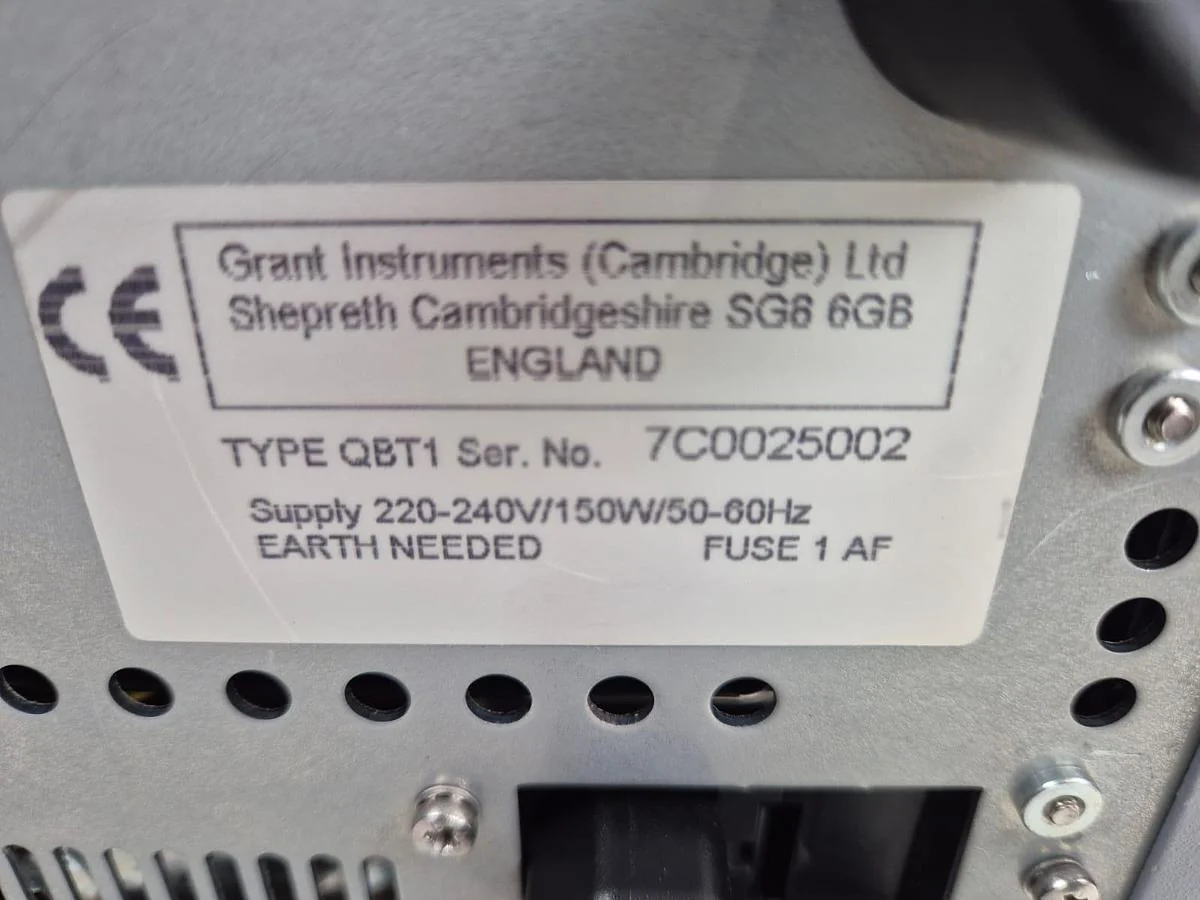 CE
Grant Instruments (Cambridge) Ltd
Shepreth Cambridgeshire SG8 6GB
ENGLAND
TYPE QBT1 Ser. No. 7C0025002
Supply 220-240V/150W/50-60Hz
EARTH NEEDED FUSE 1 AF